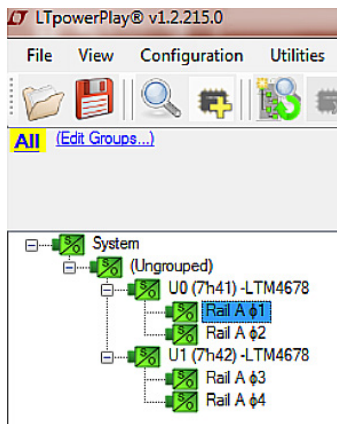 LTpowerPlay® v1.2.215.0
File View Configuration Utilities
All (Edit Groups...)
System
(Ungrouped)
U0 (7h41) -LTM4678
Rail A ϕ1
Rail A ϕ2
U1 (7h42) -LTM4678
Rail A ϕ3
Rail A ϕ4